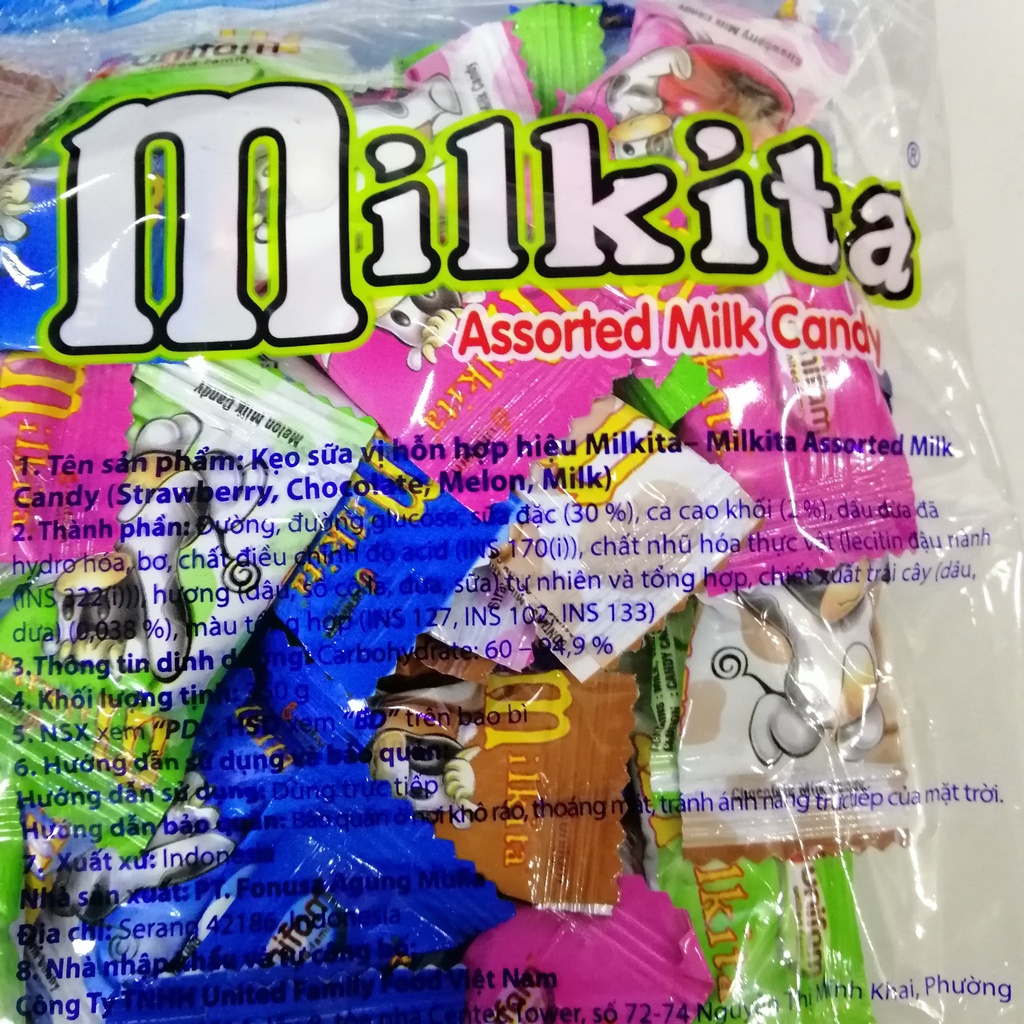 Milkita ®
Assorted Milk Candy
Melon Milk Candy
Strawberry Milk Candy
1. Tên sản phẩm: Kẹo sữa vị hỗn hợp hiệu Milkita– Milkita Assorted Milk
Candy (Strawberry, Chocolate, Melon, Milk)
2. Thành phần: Đường, đường glucose, sữa đặc (30 %), ca cao khối (2 %), dầu dừa đã
hydro hóa, bơ, chất điều chỉnh độ acid (INS 170(i)), chất nhũ hóa thực vật (lecitin đậu nành
(INS 322(i))), hương (dâu, sô cô la, dưa, sữa) tự nhiên và tổng hợp, chiết xuất trái cây (dâu,
dưa) (0,038 %), màu tổng hợp (INS 127, INS 102, INS 133)
3. Thông tin dinh dưỡng: Carbohydrate: 60 – 94,9 %
4. Khối lượng tịnh: g
5. NSX xem "PD", HSD xem "BD" trên bao bì
6. Hướng dẫn sử dụng và bảo quản
Hướng dẫn sử dụng: Dùng trực tiếp
Hướng dẫn bảo quản: Bảo quản ở nơi khô ráo, thoáng mát, tránh ánh nắng trực tiếp của mặt trời.
7. Xuất xứ: Indonesia
Nhà sản xuất: PT. Fonusa Agung Mulia
Địa chỉ: Serang 42186, Indonesia
8. Nhà nhập khẩu và tự công bố:
Công Ty TNHH United Family Food Việt Nam
tòa nhà Center Tower, số 72-74 Nguyễn Thị Minh Khai, Phường